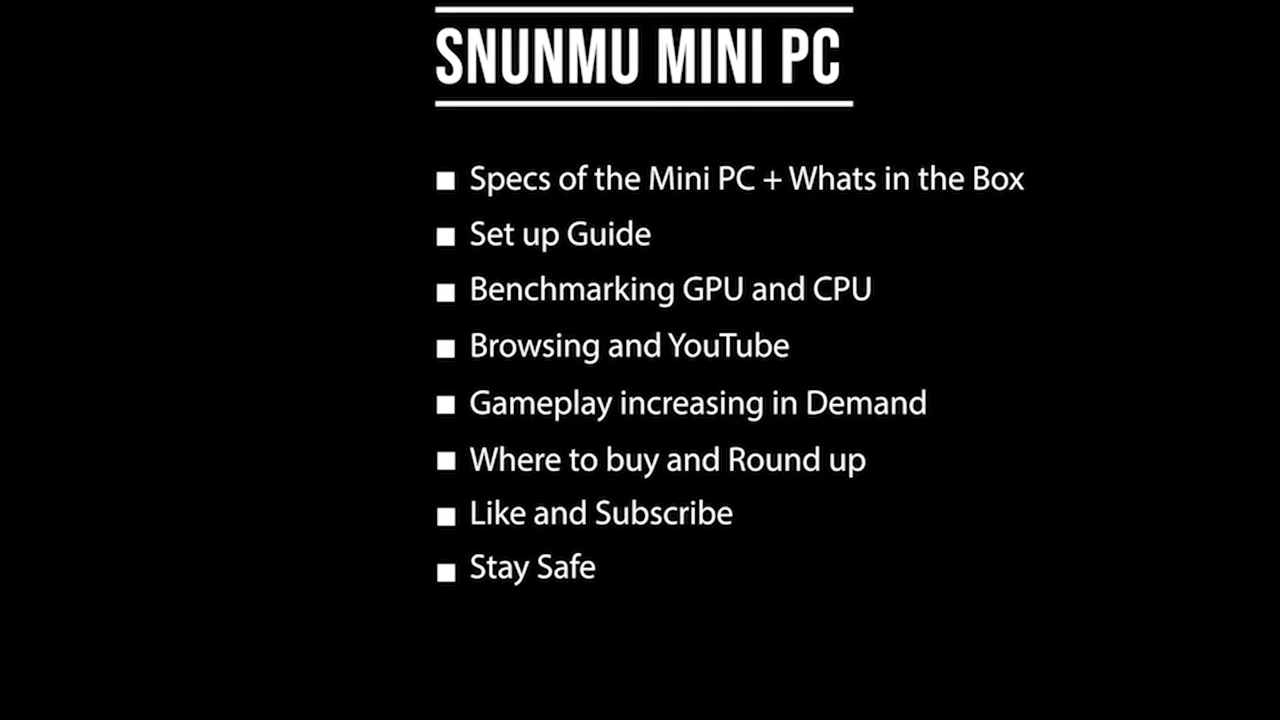 SNUNMU MINI PC
Specs of the Mini PC + Whats in the Box
Set up Guide
Benchmarking GPU and CPU
Browsing and YouTube
Gameplay increasing in Demand
Where to buy and Round up
Like and Subscribe
Stay Safe